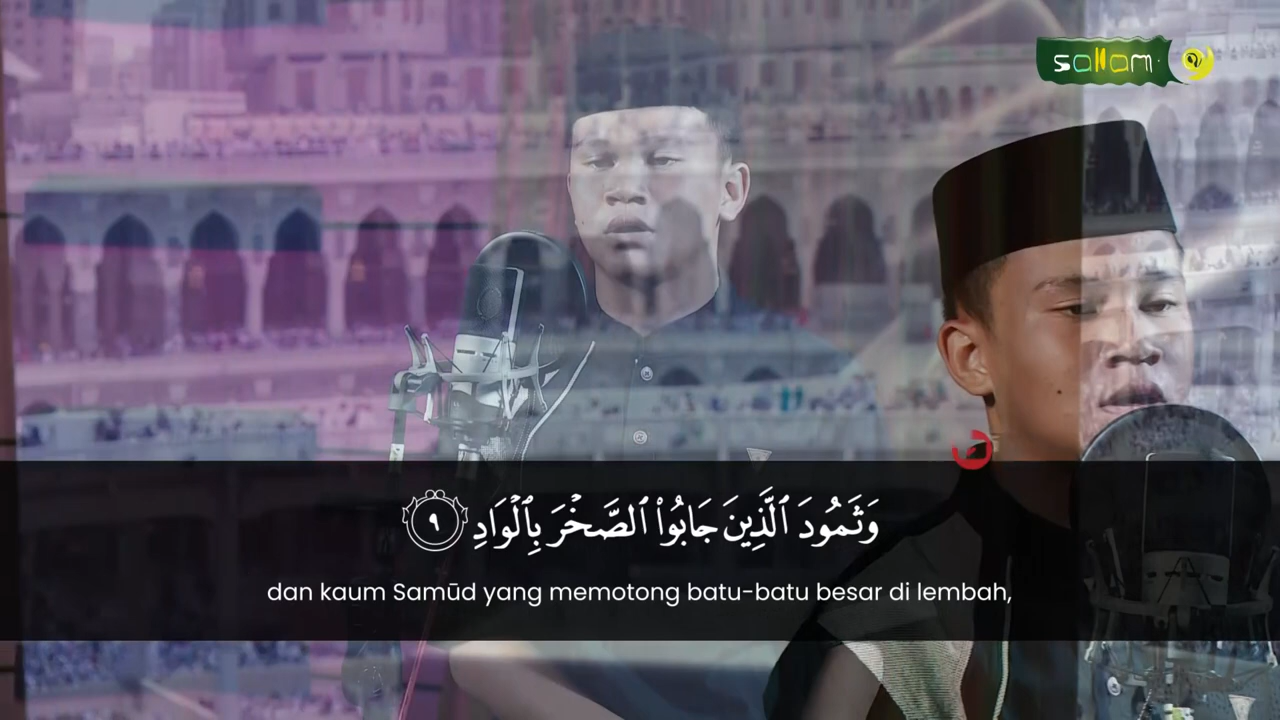 sallam
وَثَمُودَ ٱلَّذِينَ جَابُوا۟ ٱلصَّخْرَ بِٱلْوَادِ ٩
dan kaum Samūd yang memotong batu-batu besar di lembah,